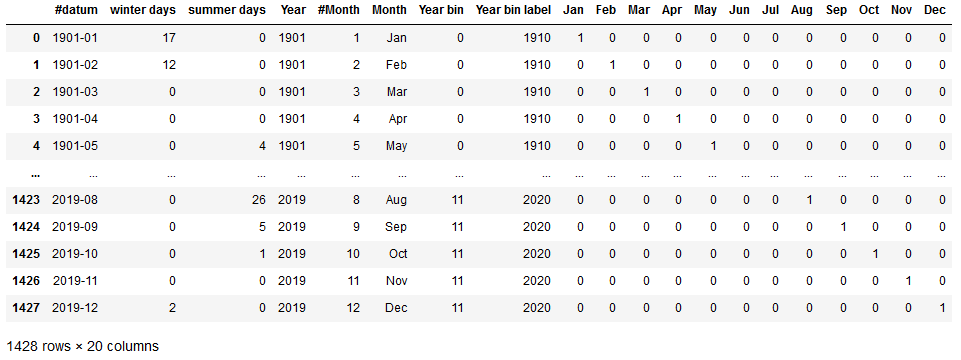 #datum winter days summer days Year #Month Month Year bin Year bin label Jan Feb Mar Apr May Jun Jul Aug Sep Oct Nov Dec
0 1901-01 17 0 1901 1 Jan 0 1910 1 0 0 0 0 0 0 0 0 0 0 0
1 1901-02 12 0 1901 2 Feb 0 1910 0 1 0 0 0 0 0 0 0 0 0 0
2 1901-03 0 0 1901 3 Mar 0 1910 0 0 1 0 0 0 0 0 0 0 0 0
3 1901-04 0 0 1901 4 Apr 0 1910 0 0 0 1 0 0 0 0 0 0 0 0
4 1901-05 0 4 1901 5 May 0 1910 0 0 0 0 1 0 0 0 0 0 0 0
... ... ... ... ... ... ... ... ... ... ... ... ... ... ... ... ... ... ... ... ...
1423 2019-08 0 26 2019 8 Aug 11 2020 0 0 0 0 0 0 0 1 0 0 0 0
1424 2019-09 0 5 2019 9 Sep 11 2020 0 0 0 0 0 0 0 0 1 0 0 0
1425 2019-10 0 1 2019 10 Oct 11 2020 0 0 0 0 0 0 0 0 0 1 0 0
1426 2019-11 0 0 2019 11 Nov 11 2020 0 0 0 0 0 0 0 0 0 0 1 0
1427 2019-12 2 0 2019 12 Dec 11 2020 0 0 0 0 0 0 0 0 0 0 0 1
1428 rows × 20 columns